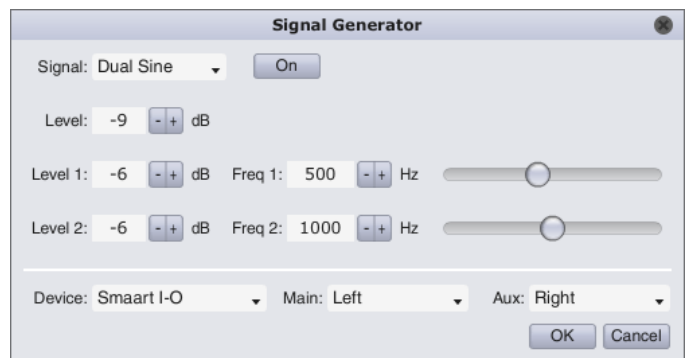 Signal Generator
Signal: Dual Sine On
Level: -9 - + dB
Level 1: -6 - + dB Freq 1: 500 - + Hz
Level 2: -6 - + dB Freq 2: 1000 - + Hz
Device: Smaart I-O Main: Left Aux: Right
OK Cancel